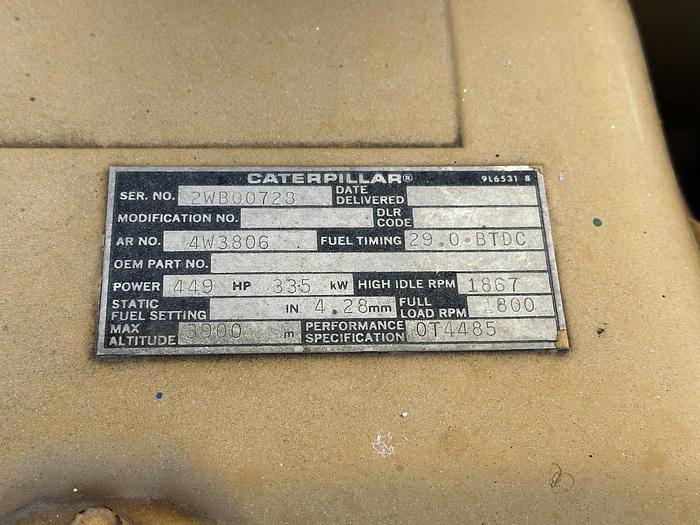 CATERPILLAR® 9L6531 8
SER. NO. 2WB00728 DATE DELIVERED
MODIFICATION NO. DLR CODE
AR NO. 4W3806 FUEL TIMING 29.0 BTDC
OEM PART NO.
POWER 449 HP 335 kW HIGH IDLE RPM 1867
STATIC FUEL SETTING IN 4.28mm FULL LOAD RPM 1800
MAX ALTITUDE 3900 m PERFORMANCE SPECIFICATION 0T4485